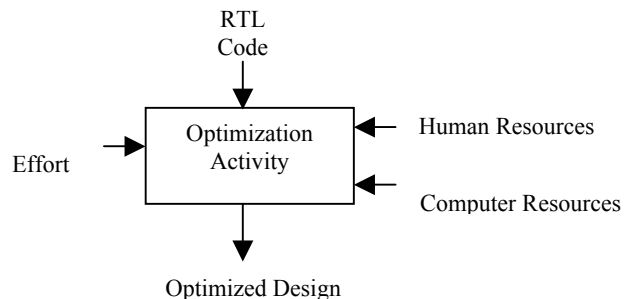 RTL
Code
Optimization
Activity
Human Resources
Effort
Computer Resources
Optimized Design